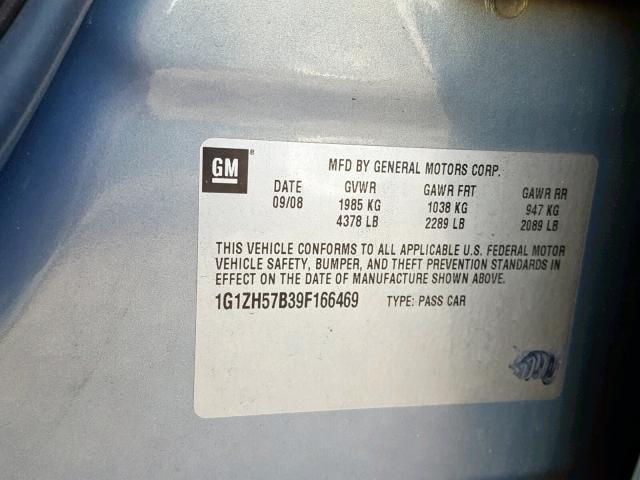 GM ®
MFD BY GENERAL MOTORS CORP.
DATE GVWR GAWR FRT GAWR RR
09/08 1985 KG 1038 KG 947 KG
4378 LB 2289 LB 2089 LB
THIS VEHICLE CONFORMS TO ALL APPLICABLE U.S. FEDERAL MOTOR
VEHICLE SAFETY, BUMPER, AND THEFT PREVENTION STANDARDS IN
EFFECT ON THE DATE OF MANUFACTURE SHOWN ABOVE.
1G1ZH57B39F166469 TYPE: PASS CAR